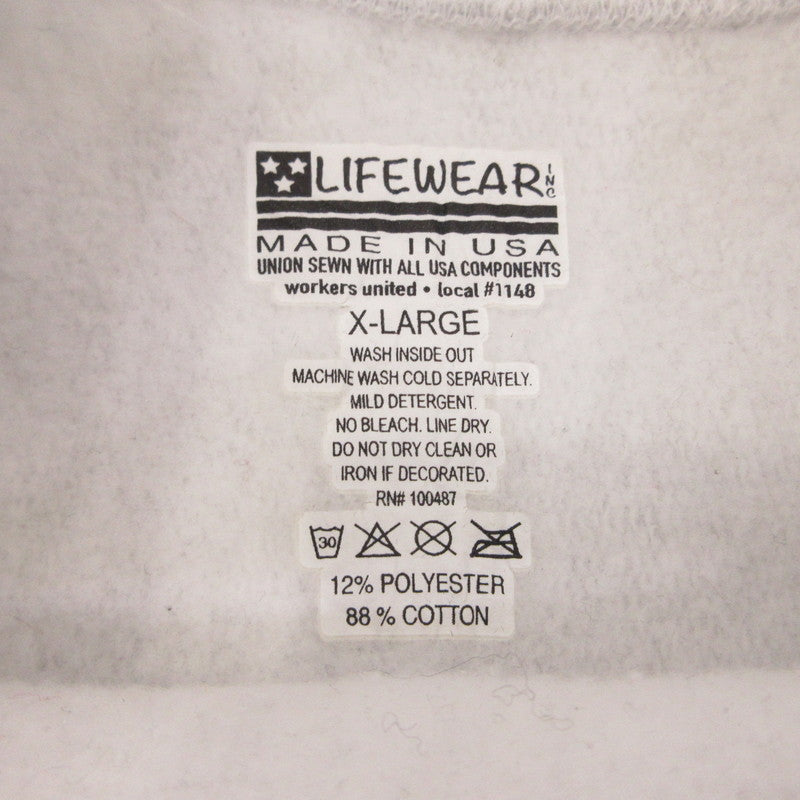 LIFEWEAR INC
MADE IN USA
UNION SEWN WITH ALL USA COMPONENTS
workers united • local #1148
X-LARGE
WASH INSIDE OUT
MACHINE WASH COLD SEPARATELY.
MILD DETERGENT.
NO BLEACH. LINE DRY.
DO NOT DRY CLEAN OR
IRON IF DECORATED.
RN# 100487
30
12% POLYESTER
88 % COTTON